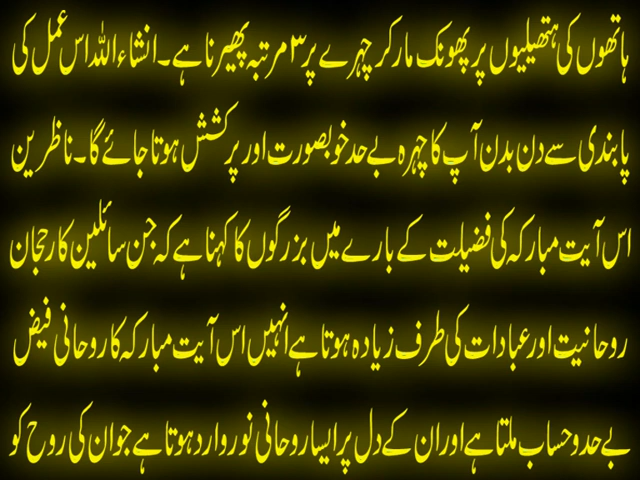 ہاتھوں کی ہتھیلیوں پر پھونک مار کر چہرے پر ۳ مرتبہ پھیرنا ہے۔ انشاء اللہ اس عمل کی
پابندی سے دن بدن آپ کا چہرہ بے حد خوبصورت اور پر کشش ہوتا جائے گا۔ ناظرین
اس آیت مبارکہ کی فضیلت کے بارے میں بزرگوں کا کہنا ہے کہ جن سائلین کا رحجان
روحانیت اور عبادات کی طرف زیادہ ہوتا ہے انہیں اس آیت مبارکہ کا روحانی فیض
بے حد و حساب ملتا ہے اور ان کے دل پر ایسا روحانی نور وارد ہوتا ہے جو ان کی روح کو